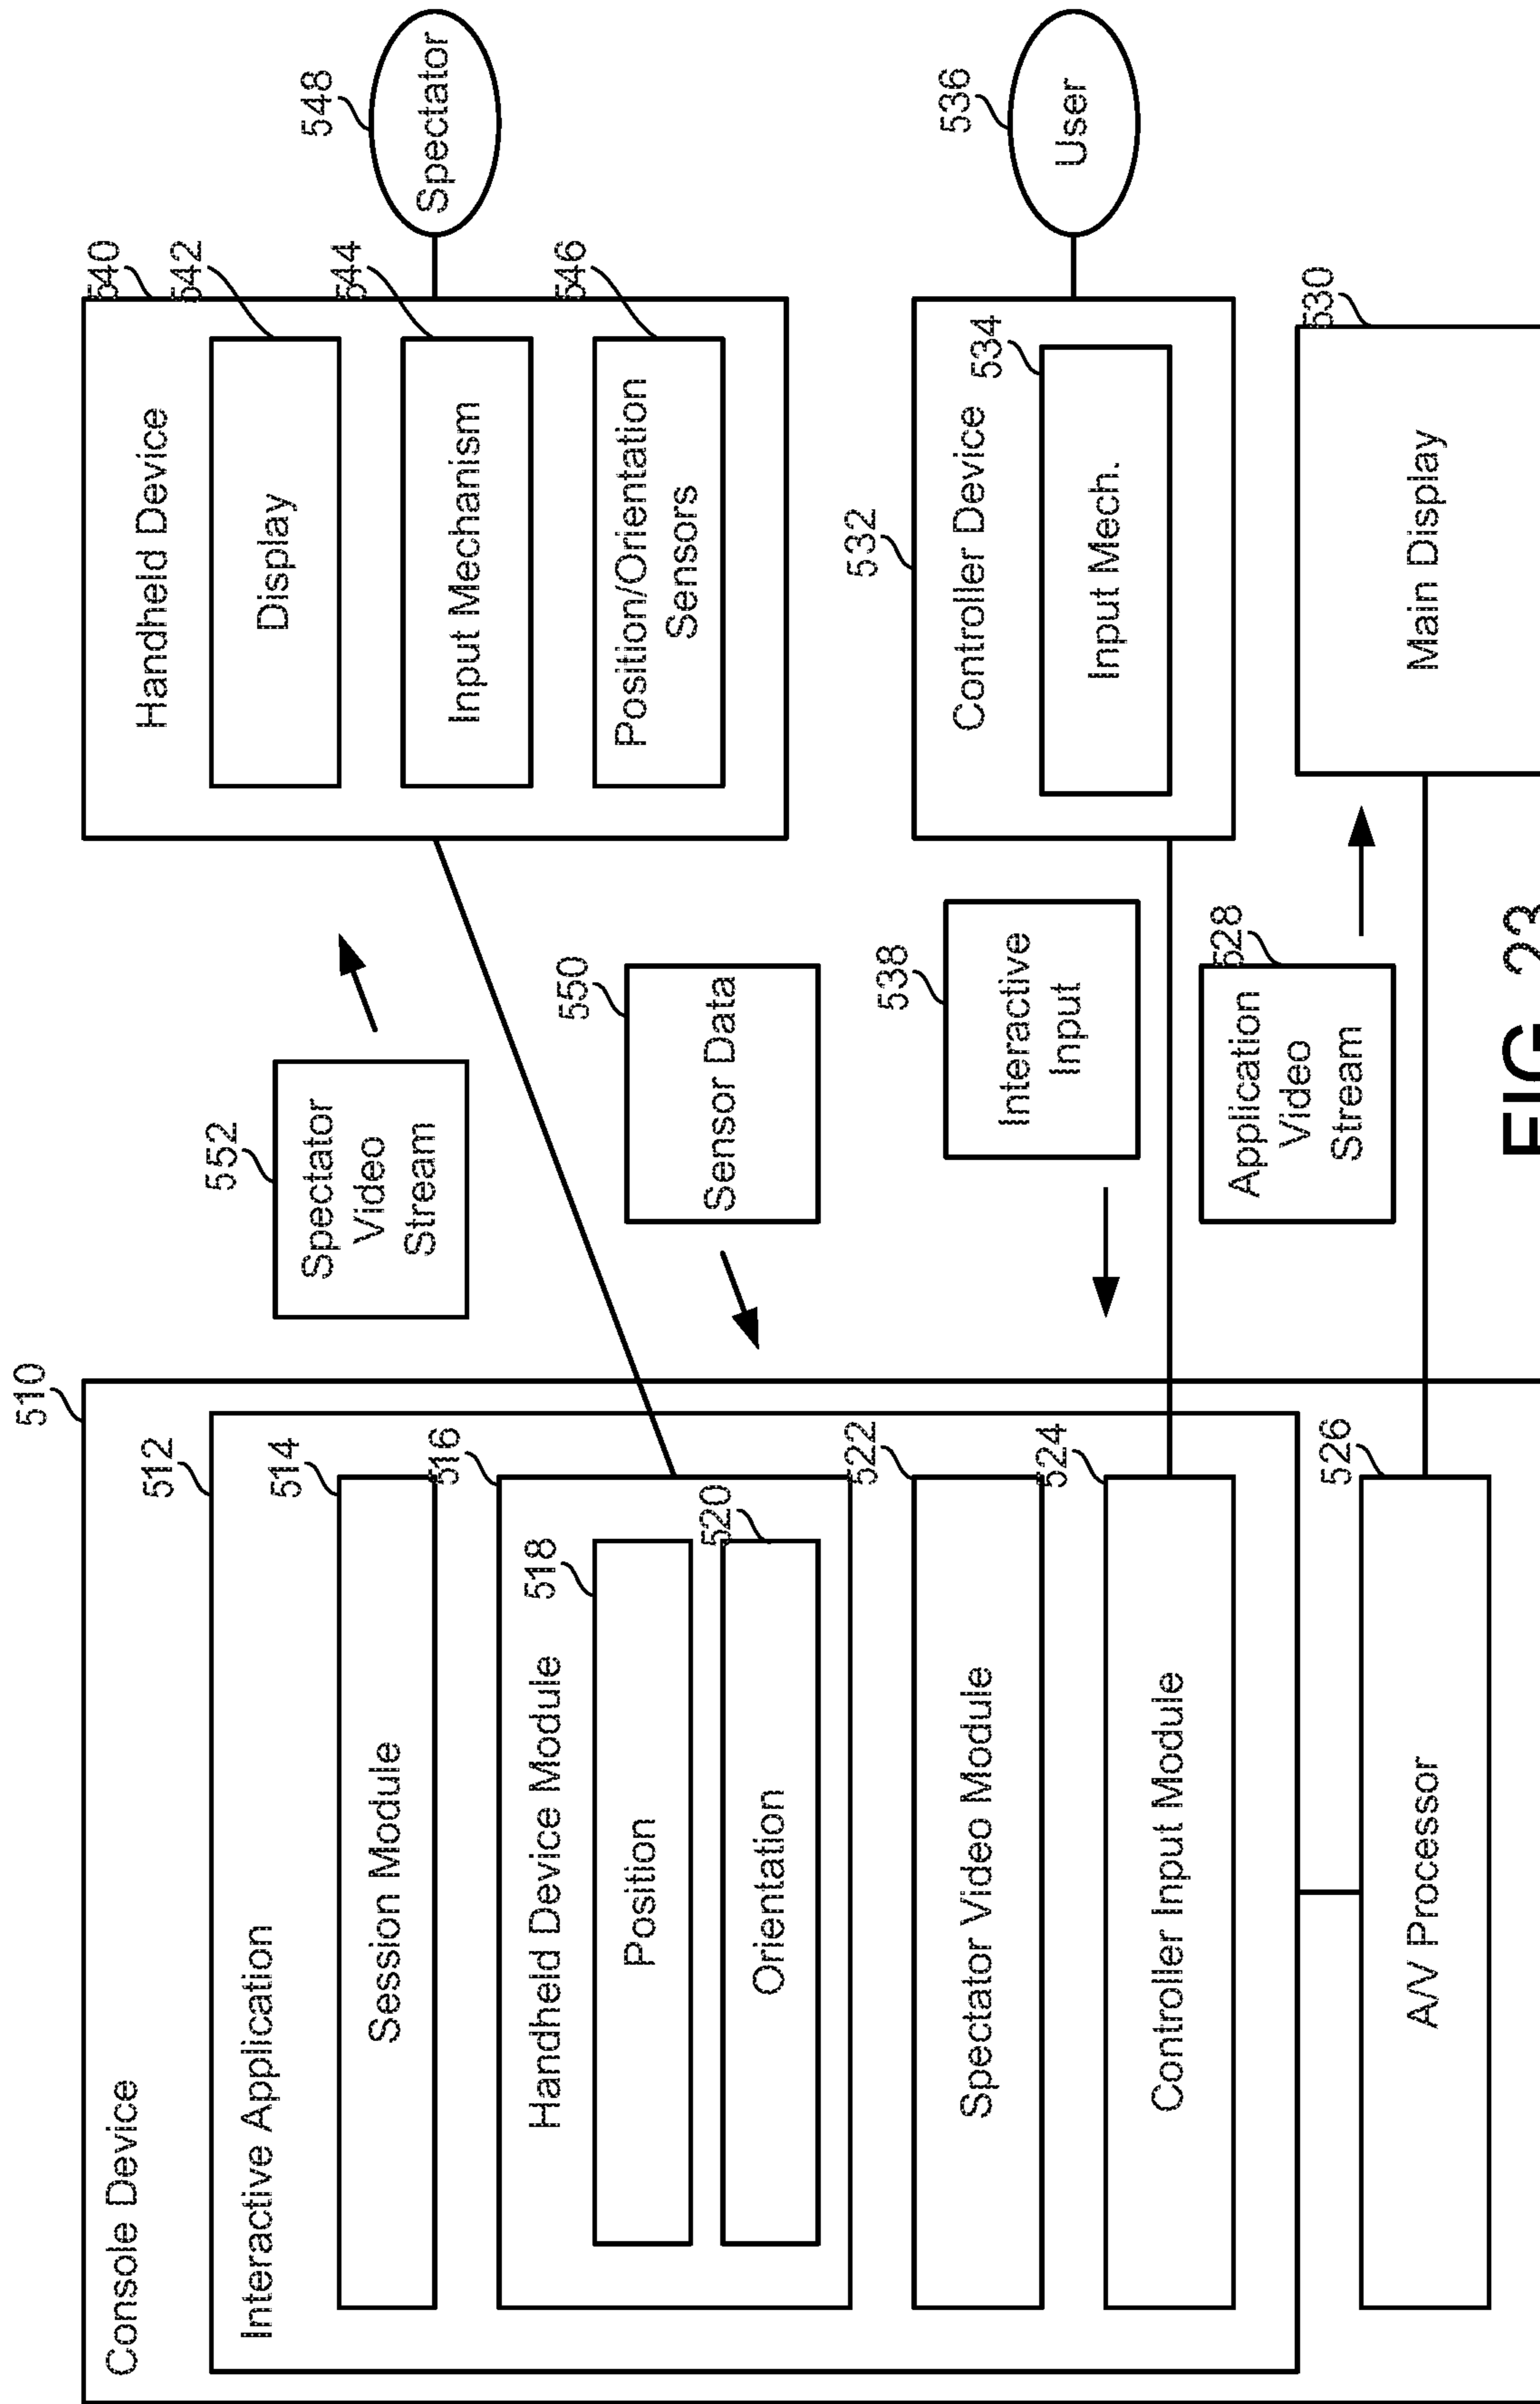 510
Console Device
512
Interactive Application
514
Session Module
516
Handheld Device Module
518
Position
520
Orientation
522
Spectator Video Module
524
Controller Input Module
526
A/V Processor
552
Spectator
Video
Stream
550
Sensor Data
538
Interactive
Input
528
Application
Video
Stream
540
Handheld Device
542
Display
544
Input Mechanism
546
Position/Orientation
Sensors
548
Spectator
532
Controller Device
534
Input Mech.
536
User
530
Main Display
FIG. 23